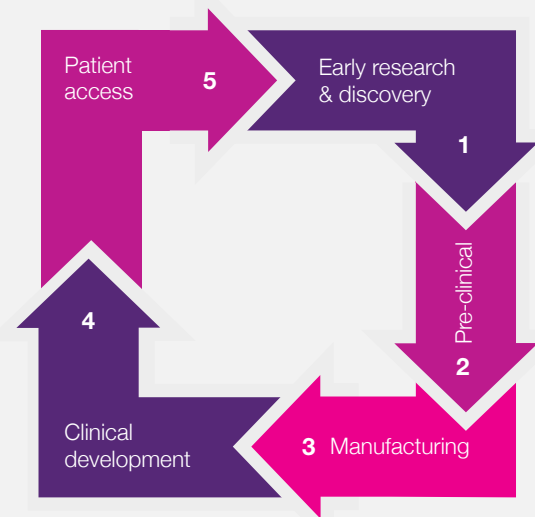 Early research
& discovery
1
Pre-clinical
2
3 Manufacturing
Clinical
development
4
Patient
access
5